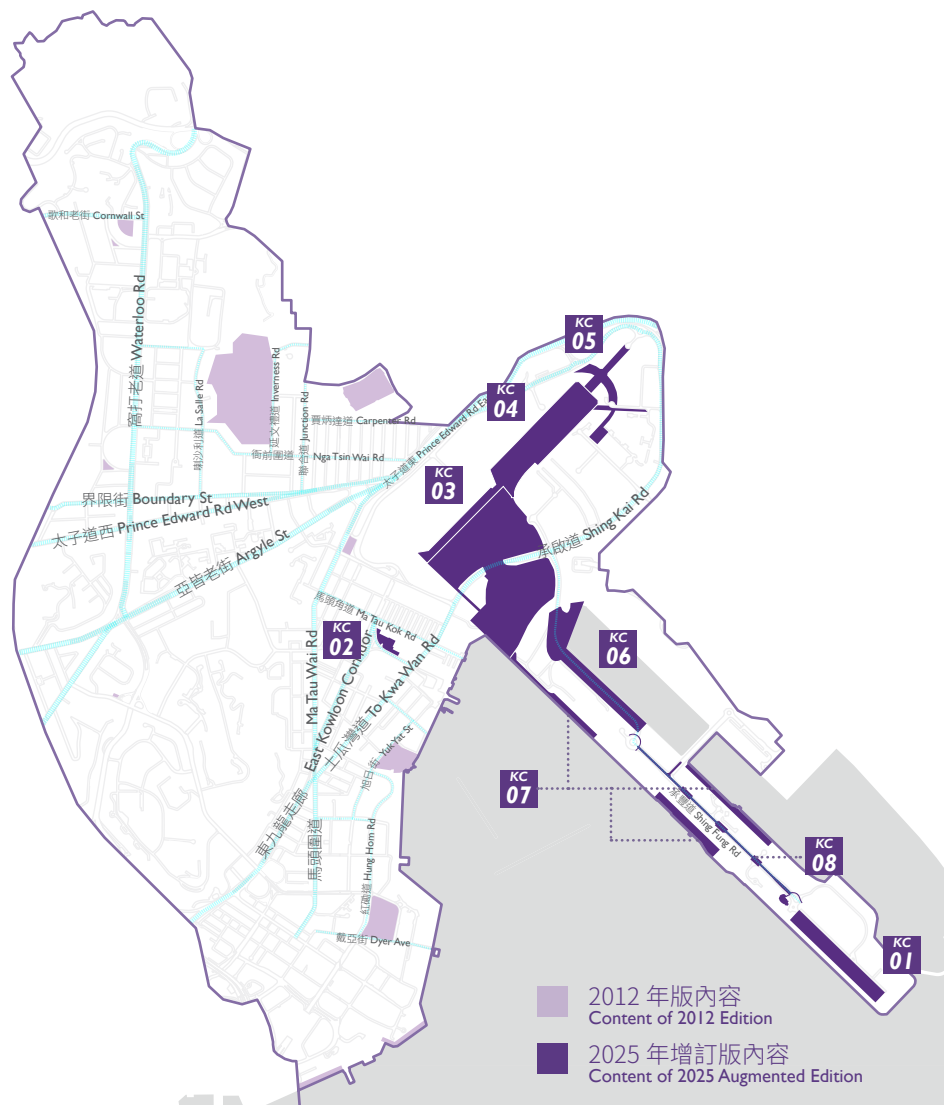 歌和老街 Cornwall St
窩打老道 Waterloo Rd
喇沙利道 La Salle Rd
延文禮道 Inverness Rd
聯合道 Junction Rd
賈炳達道 Carpenter Rd
衙前圍道 Nga Tsin Wai Rd
太子道東 Prince Edward Rd Ea
界限街 Boundary St
太子道西 Prince Edward Rd West
亞皆老街 Argyle St
KC
05
KC
04
KC
03
承啟道 Shing Kai Rd
馬頭角道 Ma Tau Kok Rd
KC
02
KC
06
馬頭圍道 Ma Tau Wai Rd
東九龍走廊 East Kowloon Corridor
土瓜灣道 To Kwa Wan Rd
旭日街 Yuk Yat St
KC
07
承豐道 Shing Fung Rd
KC
08
紅磡道 Hung Hom Rd
戴亞街 Dyer Ave
KC
01
2012 年版內容
Content of 2012 Edition
2025 年增訂版內容
Content of 2025 Augmented Edition